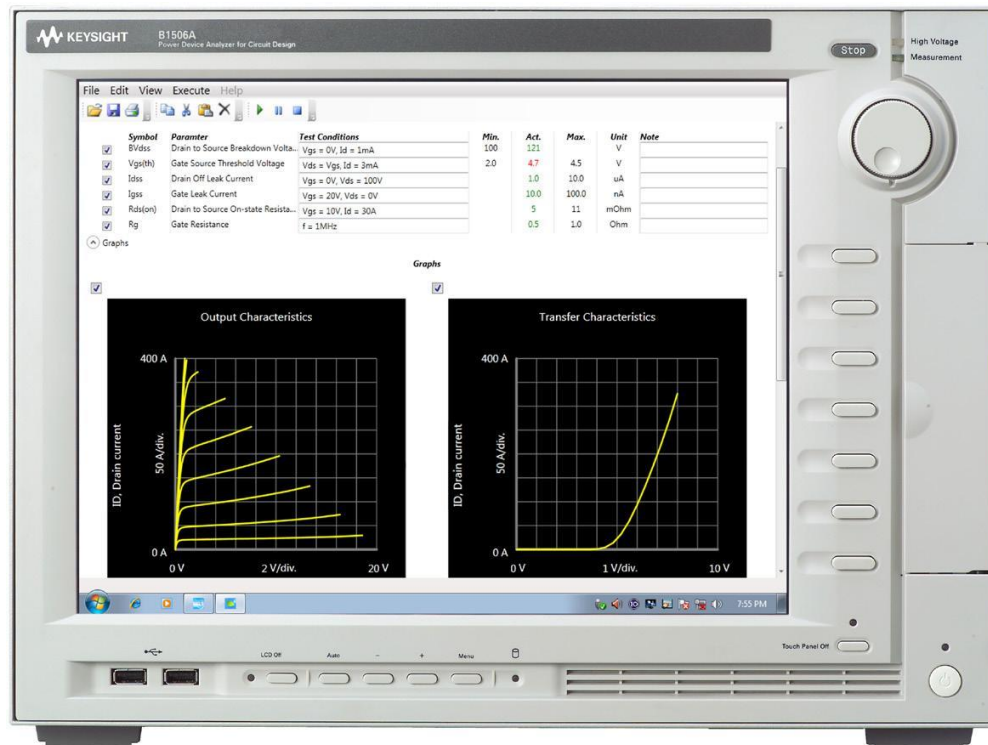 KEYSIGHT B1506A
Power Device Analyzer for Circuit Design
Stop
High Voltage
Measurement
File Edit View Execute Help
Symbol Paramter Test Conditions Min. Act. Max. Unit Note
BVdss Drain to Source Breakdown Volta... Vgs = 0V, Id = 1mA 100 121 V
Vgs(th) Gate Source Threshold Voltage Vds = Vgs, Id = 3mA 2.0 4.7 4.5 V
Idss Drain Off Leak Current Vgs = 0V, Vds = 100V 1.0 10.0 uA
Igss Gate Leak Current Vgs = 20V, Vds = 0V 10.0 100.0 nA
Rds(on) Drain to Source On-state Resista... Vgs = 10V, Id = 30A 5 11 mOhm
Rg Gate Resistance f = 1MHz 0.5 1.0 Ohm
Graphs
Graphs
Output Characteristics
400 A
ID, Drain current
50 A/div.
0 A
0 V 2 V/div. 20 V
Transfer Characteristics
400 A
ID, Drain current
50 A/div.
0 A
0 V 1 V/div. 10 V
7:55 PM
Touch Panel Off
LCD Off Auto - + Menu